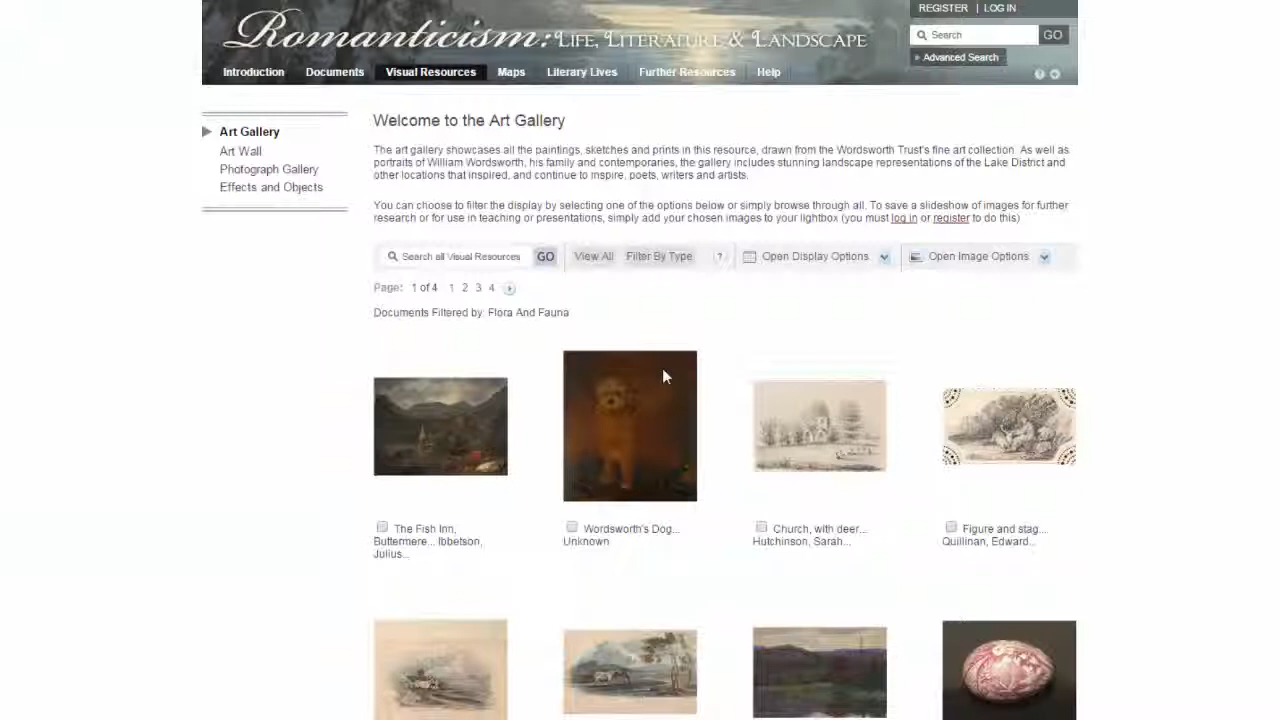 REGISTER | LOG IN
Romanticism: LIFE, LITERATURE & LANDSCAPE
Search GO
» Advanced Search
Introduction Documents Visual Resources Maps Literary Lives Further Resources Help
Art Gallery
Art Wall
Photograph Gallery
Effects and Objects
Welcome to the Art Gallery
The art gallery showcases all the paintings, sketches and prints in this resource, drawn from the Wordsworth Trust's fine art collection. As well as
portraits of William Wordsworth, his family and contemporaries, the gallery includes stunning landscape representations of the Lake District and
other locations that inspired, and continue to inspire, poets, writers and artists.
You can choose to filter the display by selecting one of the options below or simply browse through all. To save a slideshow of images for further
research or for use in teaching or presentations, simply add your chosen images to your lightbox (you must log in or register to do this)
Search all Visual Resources GO View All Filter By Type ? Open Display Options Open Image Options
Page: 1 of 4 1 2 3 4
Documents Filtered by: Flora And Fauna
The Fish Inn,
Buttermere... Ibbetson,
Julius...
Wordsworth's Dog...
Unknown
Church, with deer...
Hutchinson, Sarah...
Figure and stag...
Quillinan, Edward...